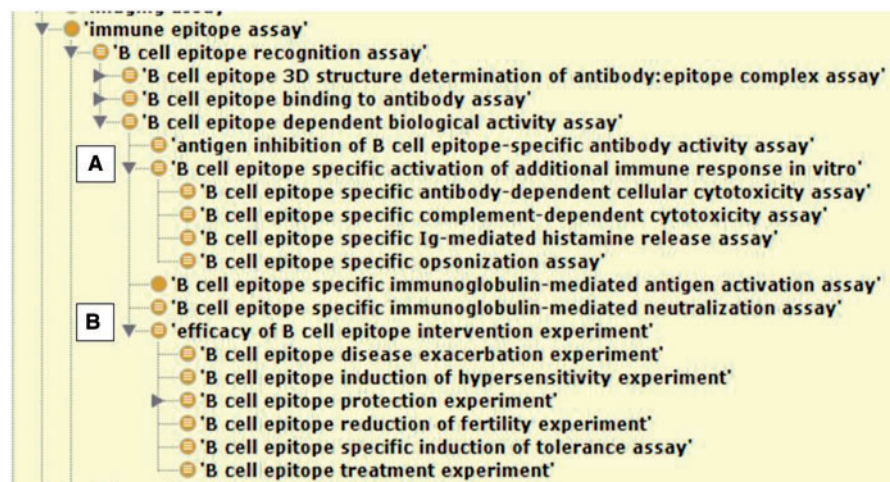 'immune epitope assay'
'B cell epitope recognition assay'
'B cell epitope 3D structure determination of antibody:epitope complex assay'
'B cell epitope binding to antibody assay'
'B cell epitope dependent biological activity assay'
'antigen inhibition of B cell epitope-specific antibody activity assay'
A 'B cell epitope specific activation of additional immune response in vitro'
'B cell epitope specific antibody-dependent cellular cytotoxicity assay'
'B cell epitope specific complement-dependent cytotoxicity assay'
'B cell epitope specific Ig-mediated histamine release assay'
'B cell epitope specific opsonization assay'
'B cell epitope specific immunoglobulin-mediated antigen activation assay'
'B cell epitope specific immunoglobulin-mediated neutralization assay'
B 'efficacy of B cell epitope intervention experiment'
'B cell epitope disease exacerbation experiment'
'B cell epitope induction of hypersensitivity experiment'
'B cell epitope protection experiment'
'B cell epitope reduction of fertility experiment'
'B cell epitope specific induction of tolerance assay'
'B cell epitope treatment experiment'